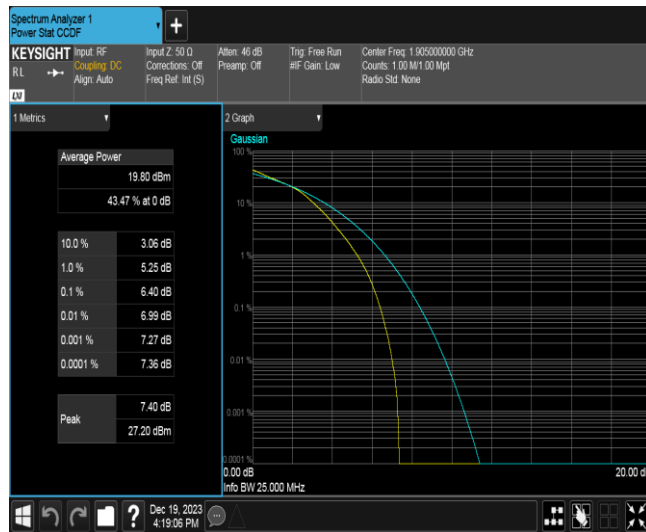 Spectrum Analyzer 1
Power Stat CCDF
+
KEYSIGHT
RL
LXI
Input: RF
Coupling: DC
Align: Auto
Input Z: 50 Ω
Corrections: Off
Freq Ref: Int (S)
Atten: 46 dB
Preamp: Off
Trig: Free Run
#IF Gain: Low
Center Freq: 1.905000000 GHz
Counts: 1.00 M/1.00 Mpt
Radio Std: None
1 Metrics
Average Power
19.80 dBm
43.47 % at 0 dB
10.0 % 3.06 dB
1.0 % 5.25 dB
0.1 % 6.40 dB
0.01 % 6.99 dB
0.001 % 7.27 dB
0.0001 % 7.36 dB
Peak
7.40 dB
27.20 dBm
2 Graph
Gaussian
100 %
10 %
1 %
0.1 %
0.01 %
0.001 %
0.0001 %
0.00 dB
20.00 d
Info BW 25.000 MHz
?
Dec 19, 2023
4:19:06 PM